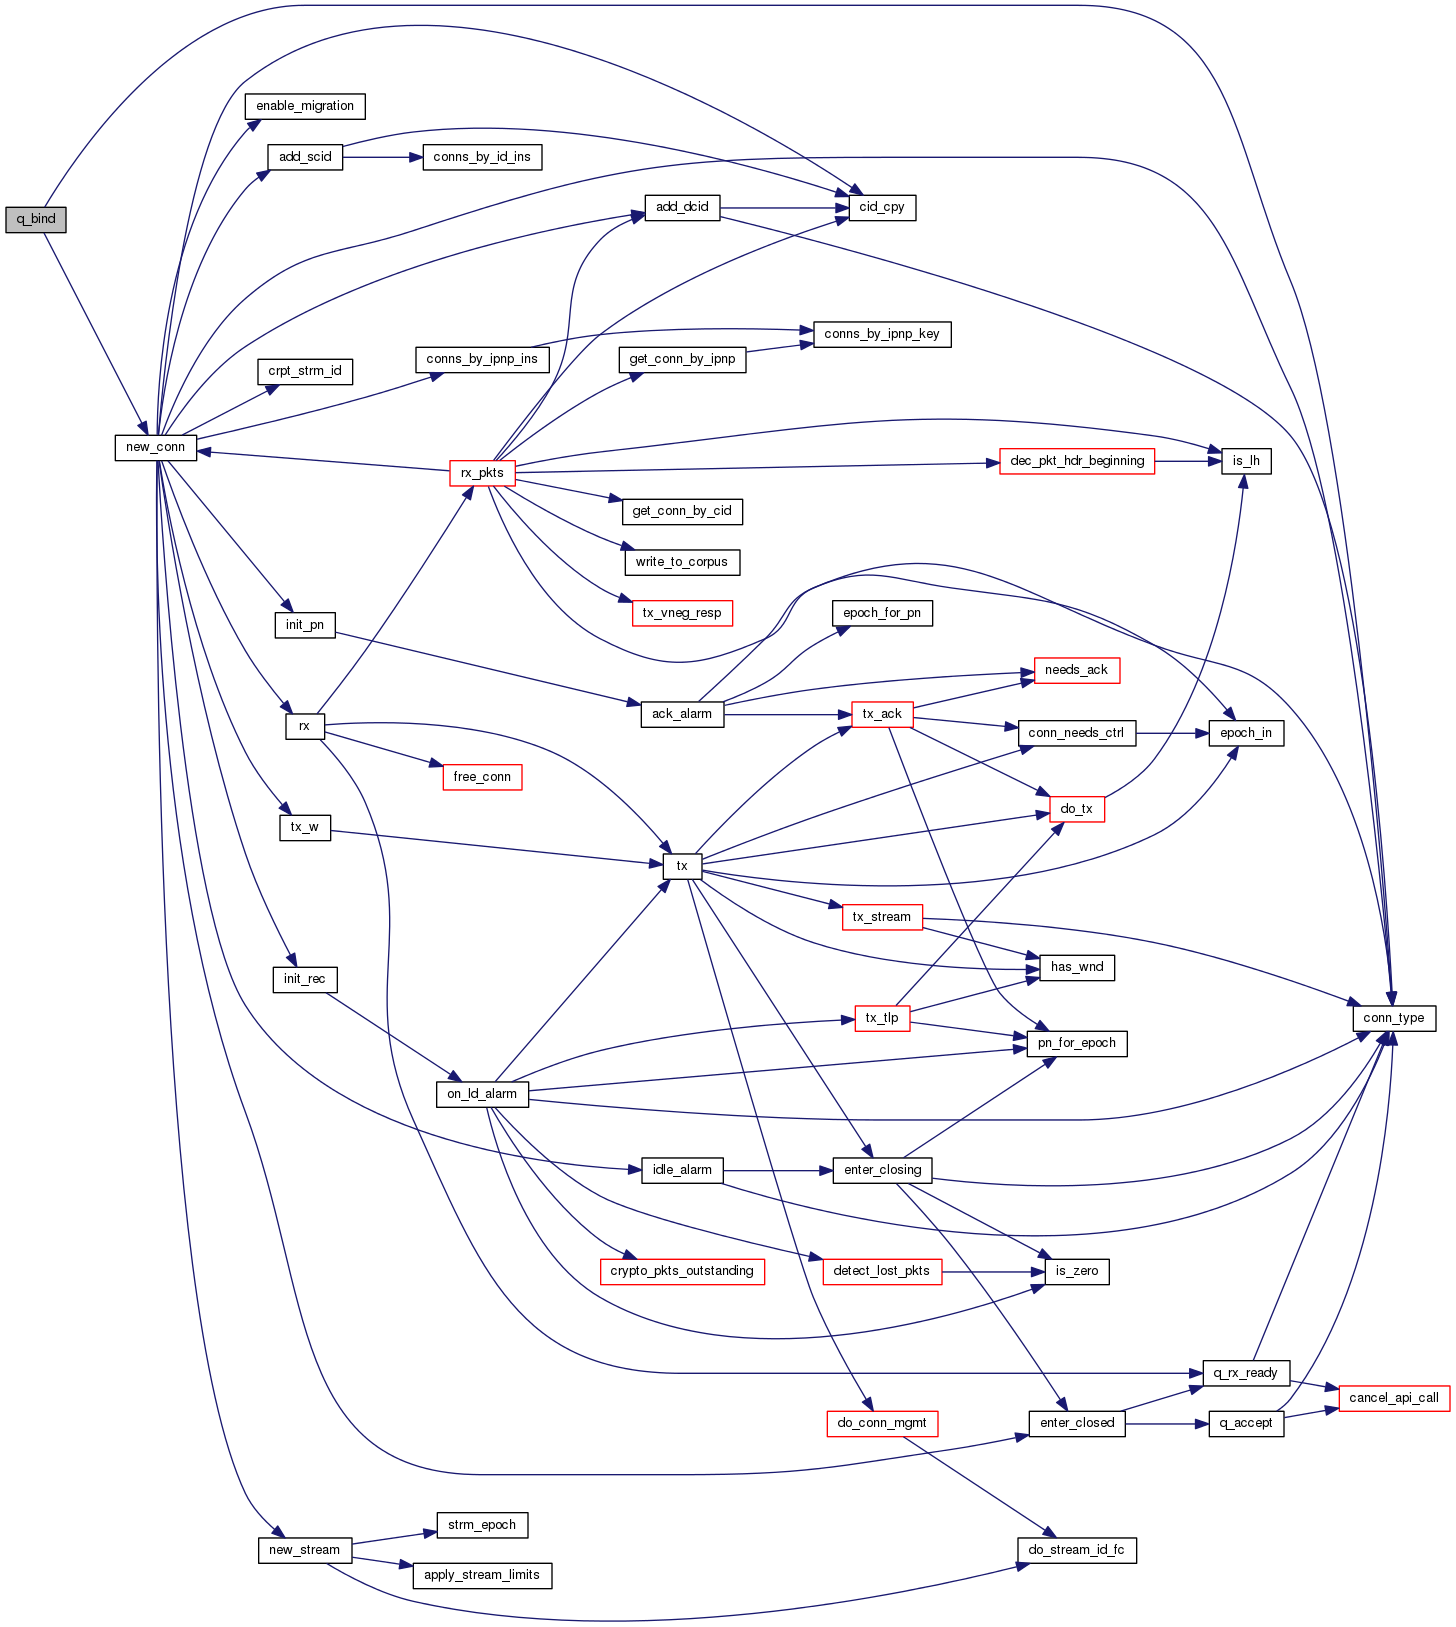 enable_migration
add_scid
conns_by_id_ins
q_bind
add_dcid
cid_cpy
conns_by_ipnp_key
conns_by_ipnp_ins
get_conn_by_ipnp
crpt_strm_id
new_conn
rx_pkts
dec_pkt_hdr_beginning
is_lh
get_conn_by_cid
write_to_corpus
tx_vneg_resp
epoch_for_pn
init_pn
needs_ack
ack_alarm
tx_ack
rx
conn_needs_ctrl
epoch_in
free_conn
do_tx
tx_w
tx
tx_stream
has_wnd
init_rec
tx_tlp
conn_type
pn_for_epoch
on_ld_alarm
idle_alarm
enter_closing
crypto_pkts_outstanding
detect_lost_pkts
is_zero
q_rx_ready
cancel_api_call
do_conn_mgmt
enter_closed
q_accept
strm_epoch
new_stream
do_stream_id_fc
apply_stream_limits